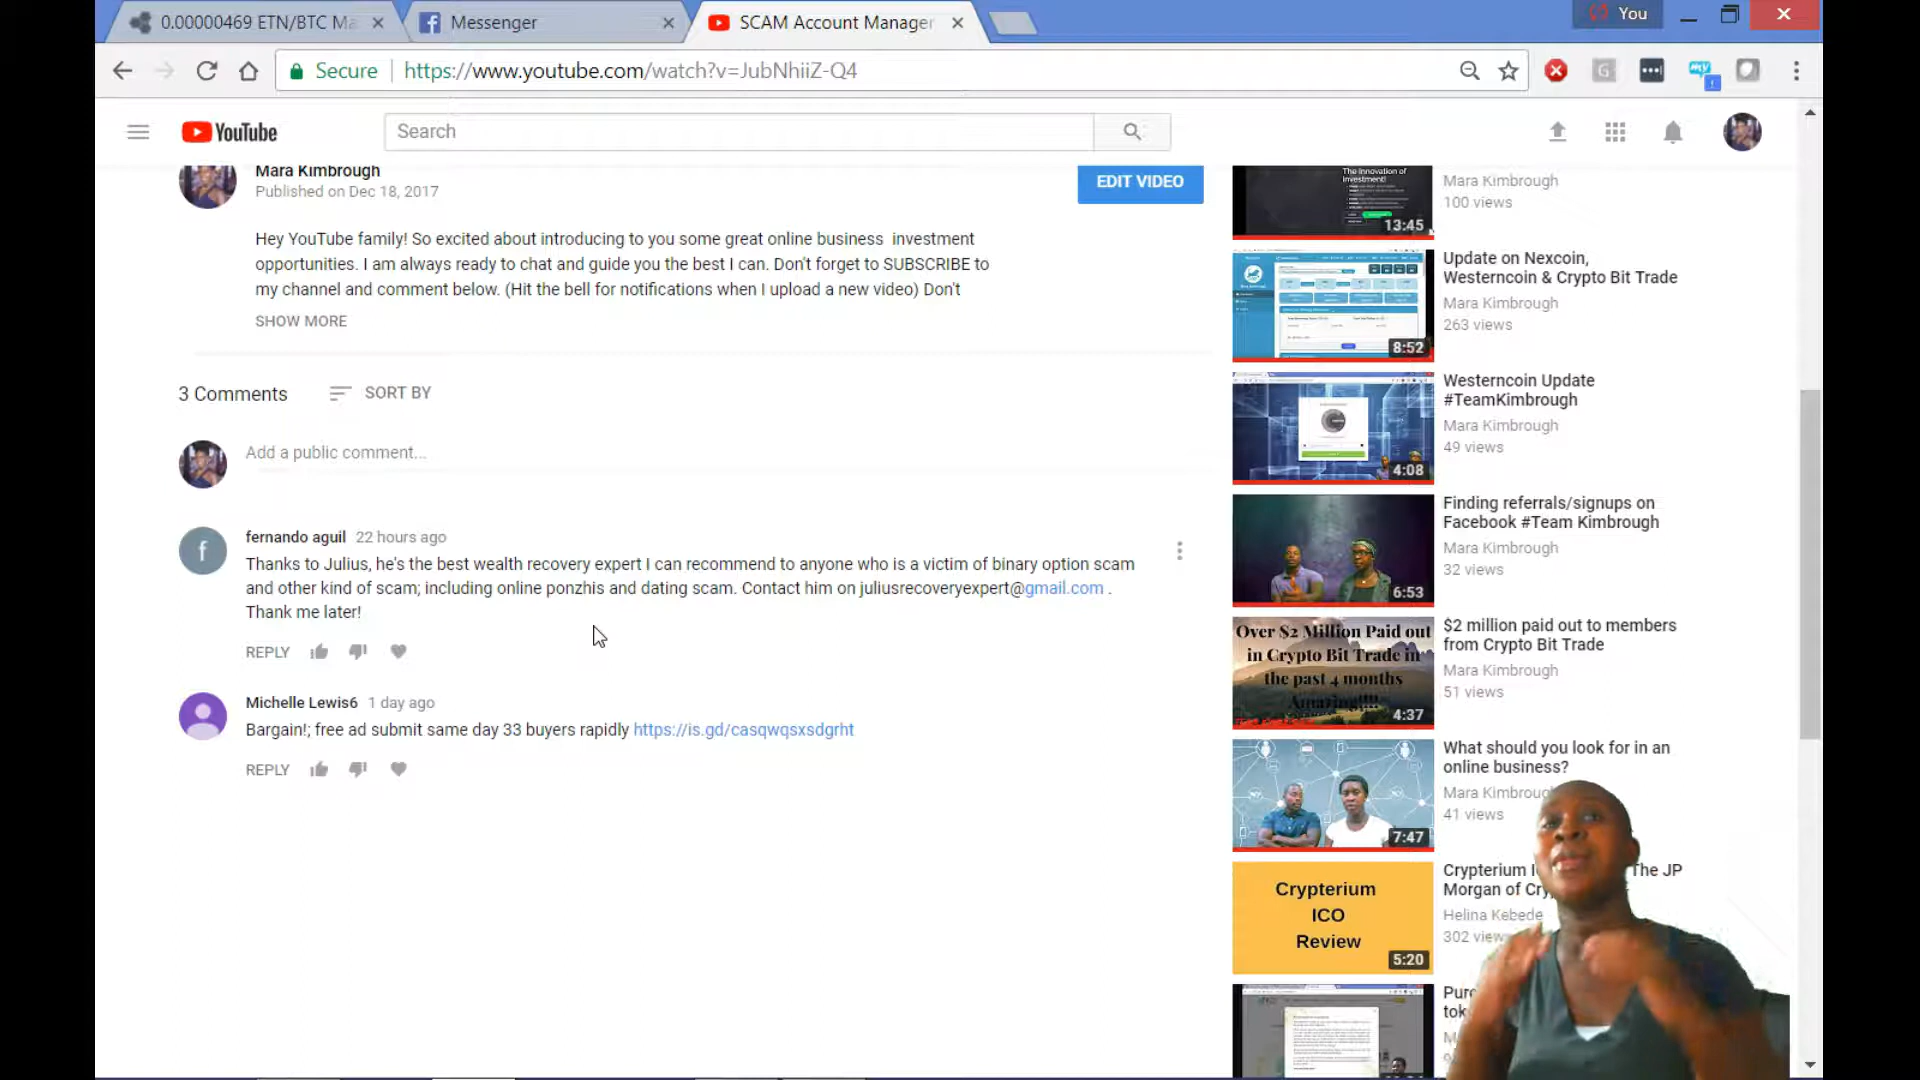 0.00000469 ETN/BTC Ma
Messenger
SCAM Account Manager
You
Secure https://www.youtube.com/watch?v=JubNhiiZ-Q4
YouTube
Search
Mara Kimbrough
Published on Dec 18, 2017
EDIT VIDEO
Hey YouTube family! So excited about introducing to you some great online business investment
opportunities. I am always ready to chat and guide you the best I can. Don't forget to SUBSCRIBE to
my channel and comment below. (Hit the bell for notifications when I upload a new video) Don't
SHOW MORE
3 Comments
SORT BY
Add a public comment...
f
fernando aguil 22 hours ago
Thanks to Julius, he's the best wealth recovery expert I can recommend to anyone who is a victim of binary option scam
and other kind of scam; including online ponzhis and dating scam. Contact him on juliusrecoveryexpert@gmail.com .
Thank me later!
REPLY
Michelle Lewis6 1 day ago
Bargain!; free ad submit same day 33 buyers rapidly https://is.gd/casqwqsxsdgrht
REPLY
The Innovation of
Investment!
13:45
Mara Kimbrough
100 views
8:52
Update on Nexcoin,
Westerncoin & Crypto Bit Trade
Mara Kimbrough
263 views
4:08
Westerncoin Update
#TeamKimbrough
Mara Kimbrough
49 views
6:53
Finding referrals/signups on
Facebook #Team Kimbrough
Mara Kimbrough
32 views
Over $2 Million Paid out
in Crypto Bit Trade in
the past 4 months
Amazing!!!!
4:37
$2 million paid out to members
from Crypto Bit Trade
Mara Kimbrough
51 views
7:47
What should you look for in an
online business?
Mara Kimbroug
41 views
Crypterium
ICO
Review
5:20
Crypterium I The JP
Morgan of Cry
Helina Kebede
302 view
Pur
tok
M